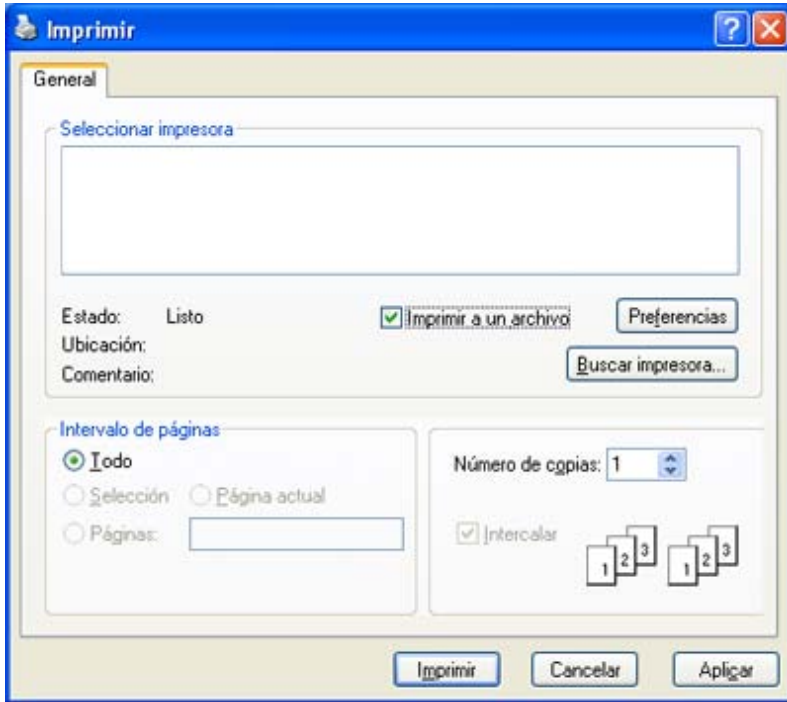 Imprimir
General
Seleccionar impresora
Estado: Listo
Imprimir a un archivo
Preferencias
Ubicación:
Buscar impresora...
Comentario:
Intervalo de páginas
Todo
Selección Página actual
Páginas:
Número de copias: 1
Intercalar
1 2 3 1 2 3
Imprimir Cancelar Aplicar